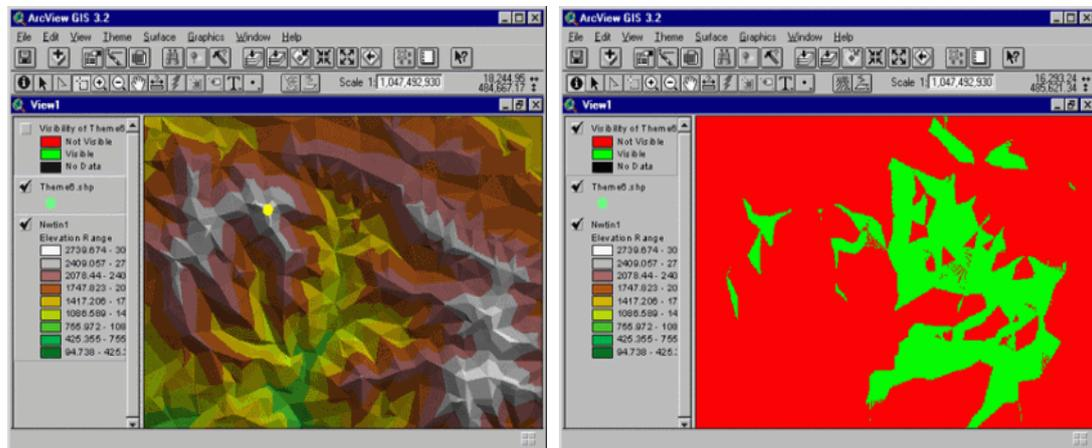 ArcView GIS 3.2
File Edit View Theme Surface Graphics Window Help
Scale 1: 1,047,492,930
18,244.95
484,667.17
View1
Visibility of Theme6
Not Visible
Visible
No Data
Theme6.shp
Nwtin1
Elevation Range
2739.674 - 30
2409.057 - 27
2078.44 - 240
1747.823 - 20
1417.206 - 17
1086.589 - 14
755.972 - 108
425.355 - 755
94.738 - 425.
ArcView GIS 3.2
File Edit View Theme Surface Graphics Window Help
Scale 1: 1,047,492,930
16,293.24
485,621.34
View1
Visibility of Theme6
Not Visible
Visible
No Data
Theme6.shp
Nwtin1
Elevation Range
2739.674 - 30
2409.057 - 27
2078.44 - 240
1747.823 - 20
1417.206 - 17
1086.589 - 14
755.972 - 108
425.355 - 755
94.738 - 425.